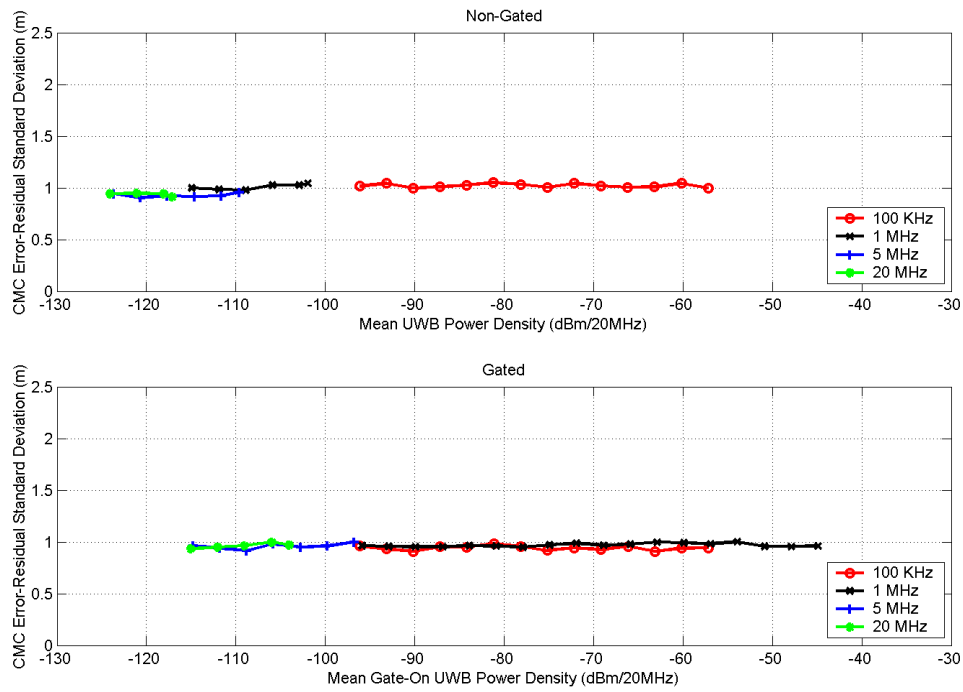 Non-Gated
CMC Error-Residual Standard Deviation (m)
2.5
2
1.5
1
0.5
0
-130 -120 -110 -100 -90 -80 -70 -60 -50 -40 -30
Mean UWB Power Density (dBm/20MHz)
100 KHz
1 MHz
5 MHz
20 MHz
Gated
CMC Error-Residual Standard Deviation (m)
2.5
2
1.5
1
0.5
0
-130 -120 -110 -100 -90 -80 -70 -60 -50 -40 -30
Mean Gate-On UWB Power Density (dBm/20MHz)
100 KHz
1 MHz
5 MHz
20 MHz